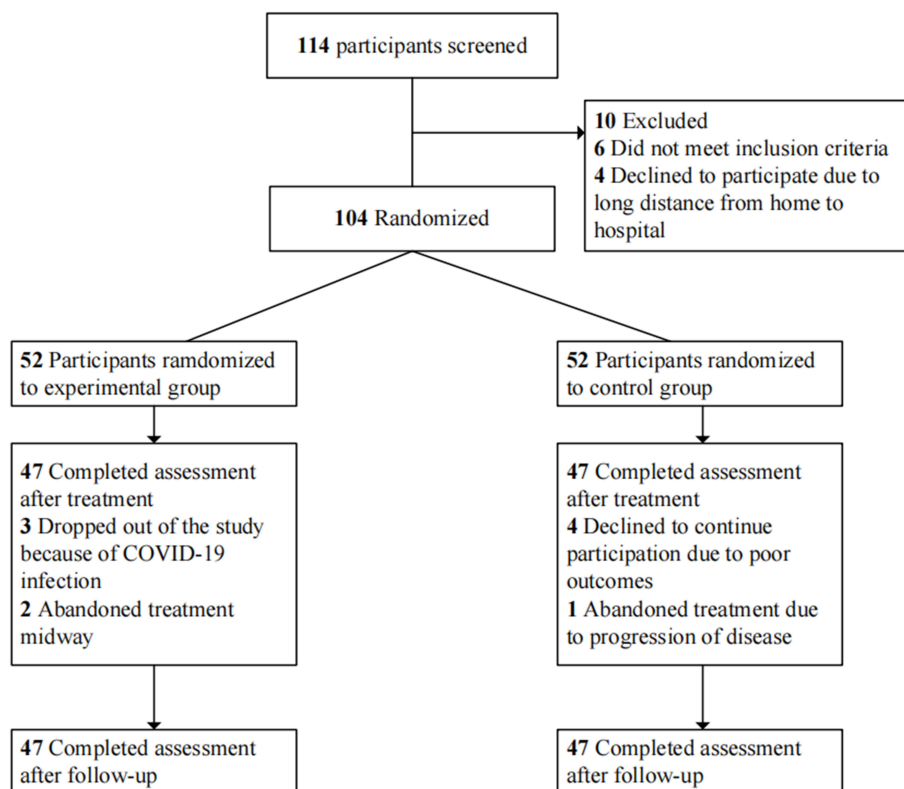 114 participants screened
10 Excluded
6 Did not meet inclusion criteria
4 Declined to participate due to
long distance from home to
hospital
104 Randomized
52 Participants ramdomized
to experimental group
52 Participants randomized
to control group
47 Completed assessment
after treatment
3 Dropped out of the study
because of COVID-19
infection
2 Abandoned treatment
midway
47 Completed assessment
after treatment
4 Declined to continue
participation due to poor
outcomes
1 Abandoned treatment due
to progression of disease
47 Completed assessment
after follow-up
47 Completed assessment
after follow-up